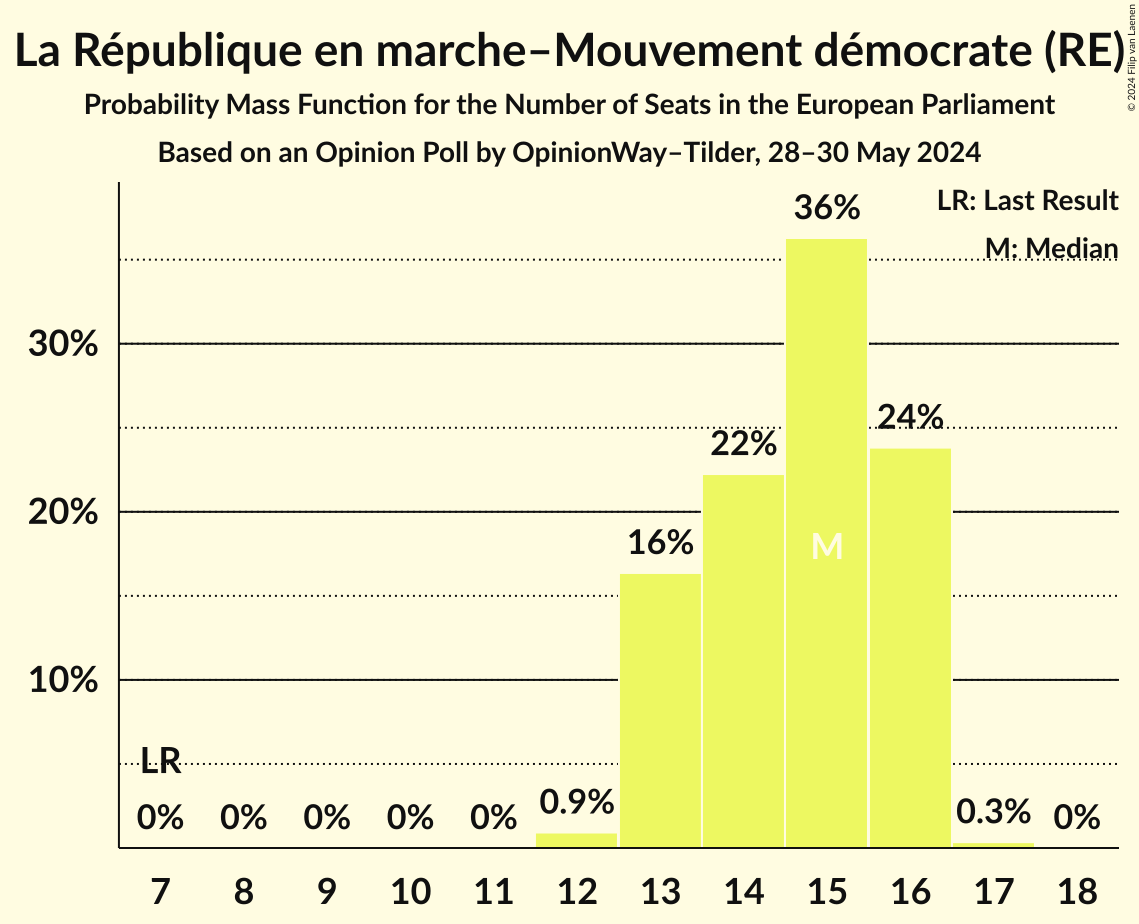 La République en marche–Mouvement démocrate (RE)
Probability Mass Function for the Number of Seats in the European Parliament
Based on an Opinion Poll by OpinionWay–Tilder, 28–30 May 2024
© 2024 Filip van Laenen
LR: Last Result
M: Median
36%
30%
24%
22%
20%
16%
M
10%
LR
0% 0% 0% 0% 0% 0.9% 0.3% 0%
7 8 9 10 11 12 13 14 15 16 17 18